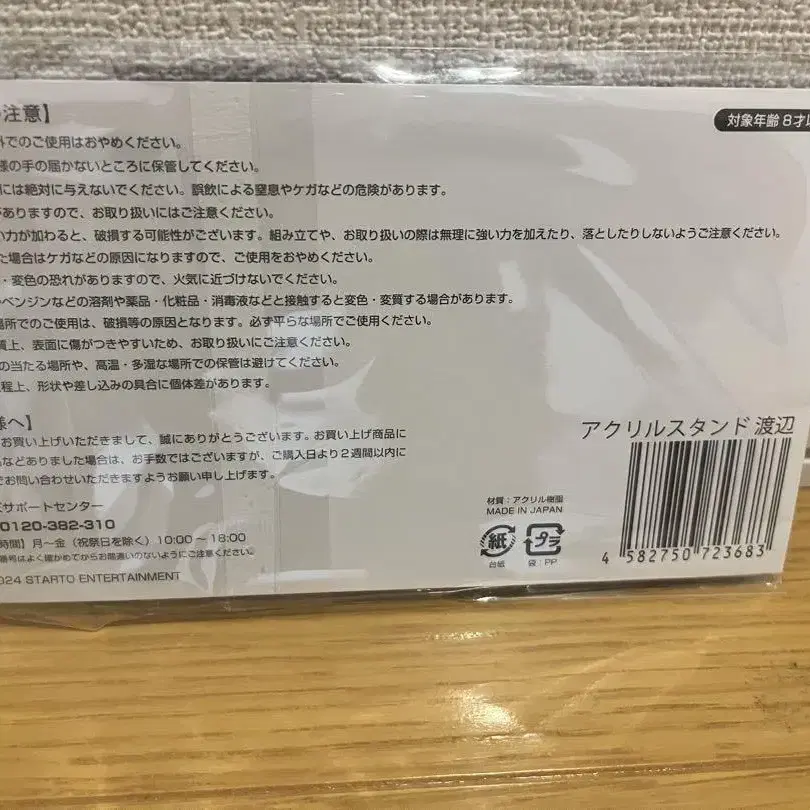 注意】
対象年齢 8才
でのご使用はおやめください。
様の手の届かないところに保管してください。
には絶対に与えないでください。誤飲による窒息やケガなどの危険があります。
がありますので、お取り扱いにはご注意ください。
い力が加わると、破損する可能性がございます。組み立てや、お取り扱いの際は無理に強い力を加えたり、落としたりしないようご注意ください。
た場合はケガなどの原因になりますので、ご使用をおやめください。
・変色の恐れがありますので、火気に近づけないでください。
ベンジンなどの溶剤や薬品・化粧品・消毒液などと接触すると変色・変質する場合があります。
場所でのご使用は、破損等の原因となります。必ず平らな場所でご使用ください。
質上、表面に傷がつきやすいため、お取り扱いにご注意ください。
の当たる場所や、高温・多湿な場所での保管は避けてください。
工程上、形状や差し込みの具合に個体差があります。
様へ】
お買い上げいただきまして、誠にありがとうございます。お買い上げ商品に
などありました場合は、お手数ではございますが、ご購入日より2週間以内に
でお問い合わせいただきますようお願い申し上げます。
サポートセンター
0120-382-310
時間】月～金（祝祭日を除く）10:00～18:00
番号はよく確かめてからお間違いのないようにご注意ください。
024 STARTO ENTERTAINMENT
アクリルスタンド 渡辺
材質：アクリル樹脂
MADE IN JAPAN
紙 プラ
台紙 袋：PP
4 582750 723683